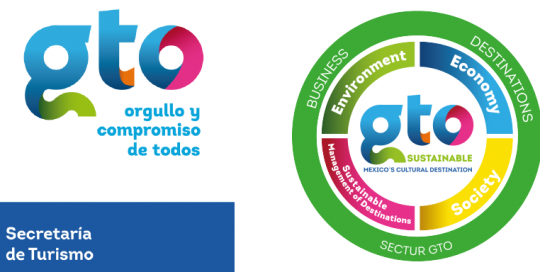 gto
orgullo y
compromiso
de todos
Secretaría
de Turismo
BUSINESS
DESTINATIONS
Environment
Economy
gto
SUSTAINABLE
MEXICO'S CULTURAL DESTINATION
Sustainable
Management of Destinations
Society
SECTUR GTO